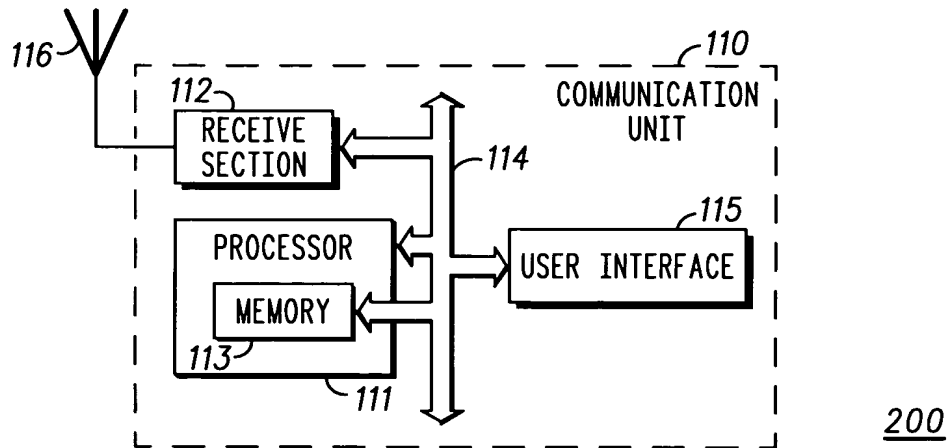 116
110
112
COMMUNICATION
UNIT
RECEIVE
SECTION
114
115
PROCESSOR
USER INTERFACE
MEMORY
113
111
200